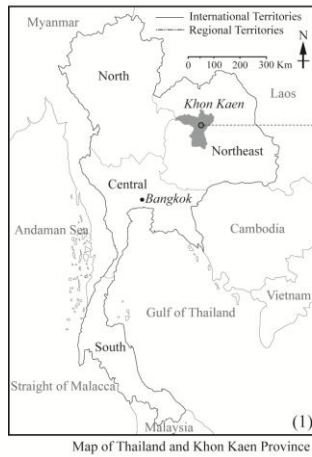 Myanmar
International Territories
Regional Territories
N
0 100 200 300 Km
North
Laos
Khon Kaen
Northeast
Central
Bangkok
Andaman Sea
Cambodia
Vietnam
Gulf of Thailand
South
Straight of Malacca
Malaysia
(1)
Map of Thailand and Khon Kaen Province